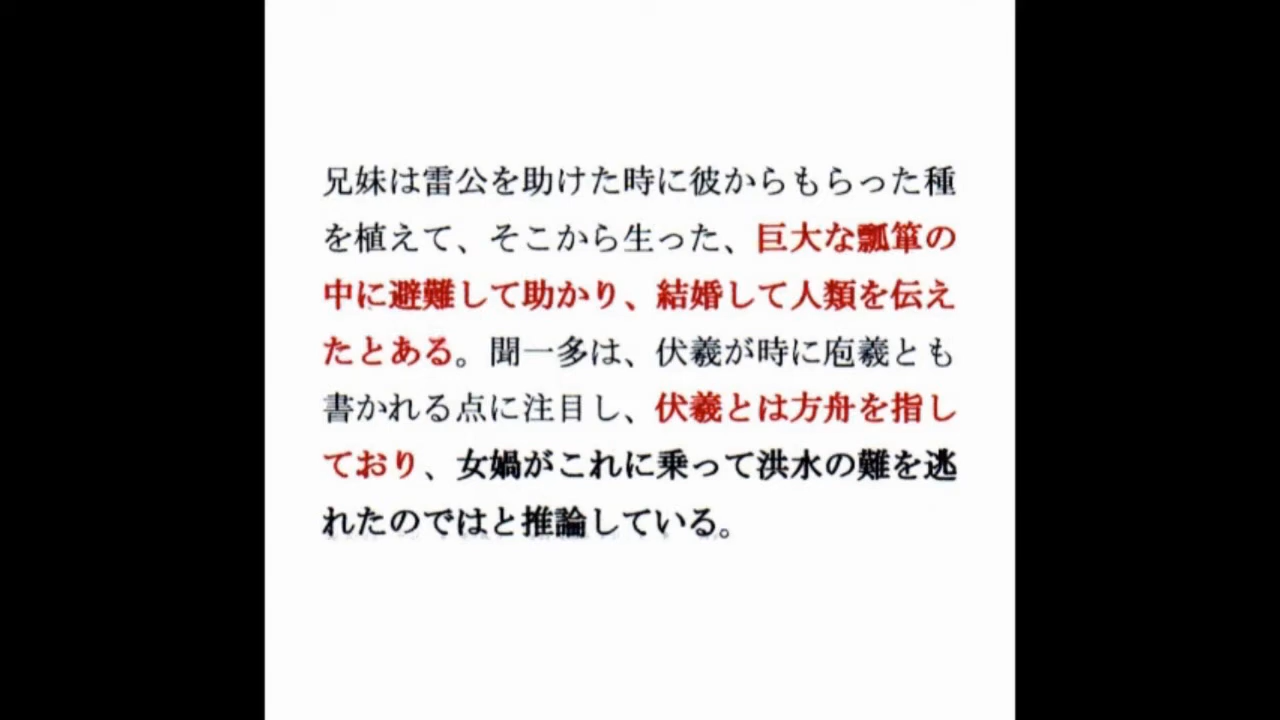 兄妹は雷公を助けた時に彼からもらった種
を植えて、そこから生った、巨大な瓢箪の
中に避難して助かり、結婚して人類を伝え
たとある。聞一多は、伏羲が時に庖羲とも
書かれる点に注目し、伏羲とは方舟を指し
ており、女媧がこれに乗って洪水の難を逃
れたのではと推論している。